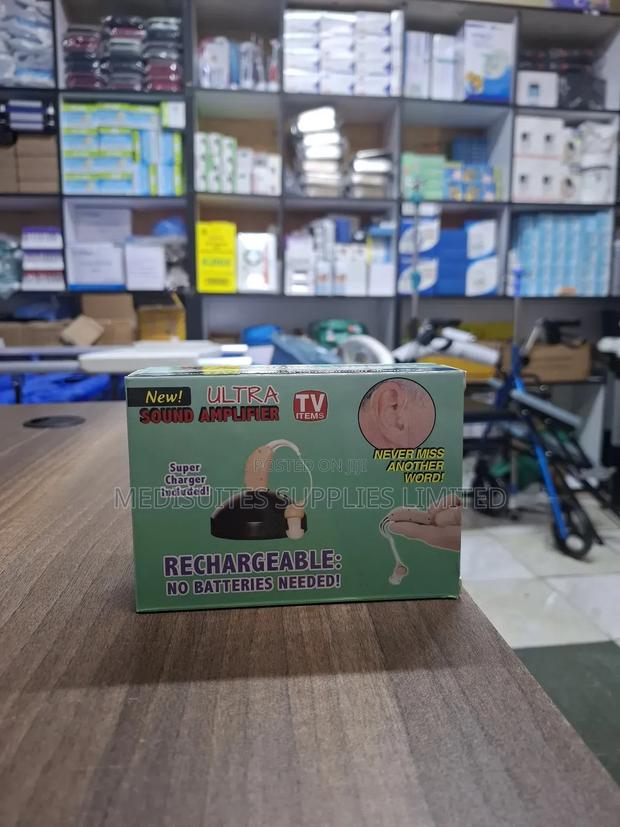 New!
ULTRA
SOUND AMPLIFIER
TV
ITEMS
NEVER MISS
ANOTHER
WORD!
Super
Charger
Included!
POSTED ON JIJI
MEDISUITES SUPPLIES LIMITED
RECHARGEABLE:
NO BATTERIES NEEDED!